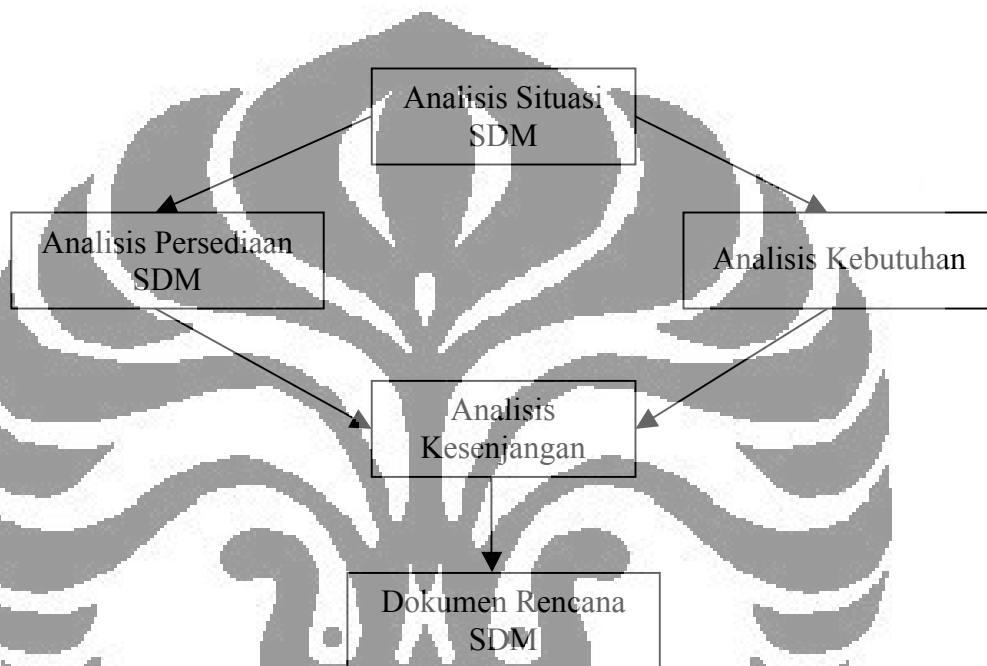 Analisis Situasi
SDM
Analisis Persediaan
SDM
Analisis Kebutuhan
Analisis
Kesenjangan
Dokumen Rencana
SDM